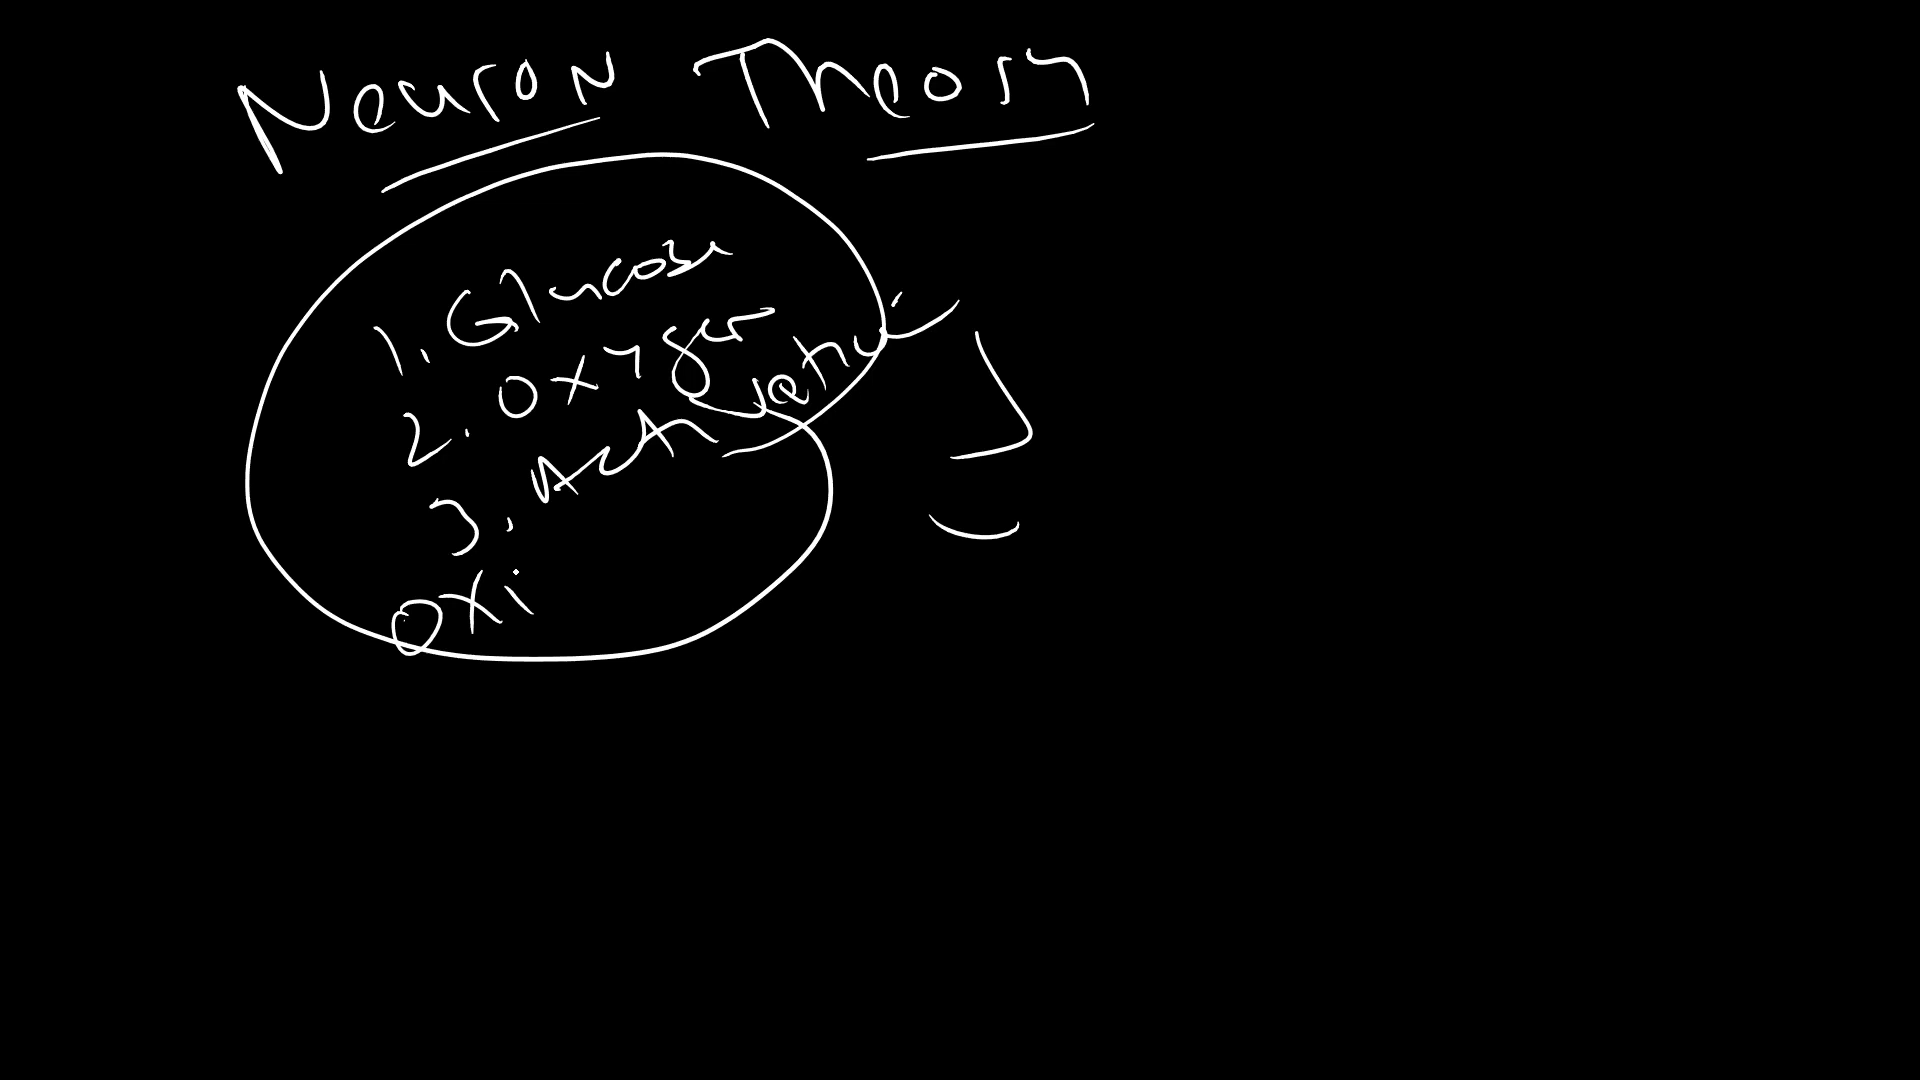 Neuron Theory
1. Glucose
2. Oxygen
3. Activation
Oxi